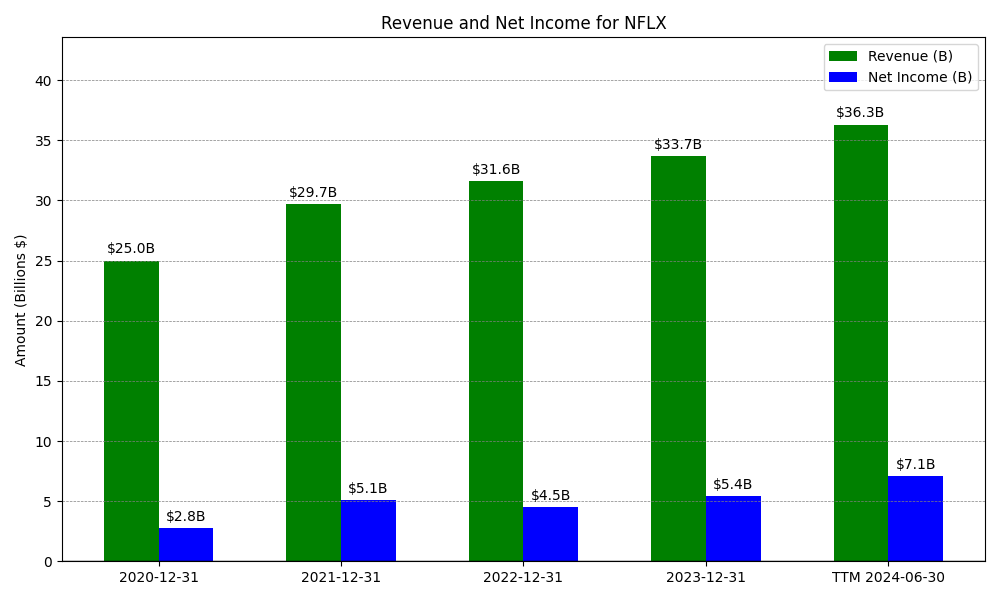 Revenue and Net Income for NFLX
Revenue (B)
Net Income (B)
Amount (Billions $)
40
35
30
25
20
15
10
5
0
$25.0B
$2.8B
$29.7B
$5.1B
$31.6B
$4.5B
$33.7B
$5.4B
$36.3B
$7.1B
2020-12-31
2021-12-31
2022-12-31
2023-12-31
TTM 2024-06-30